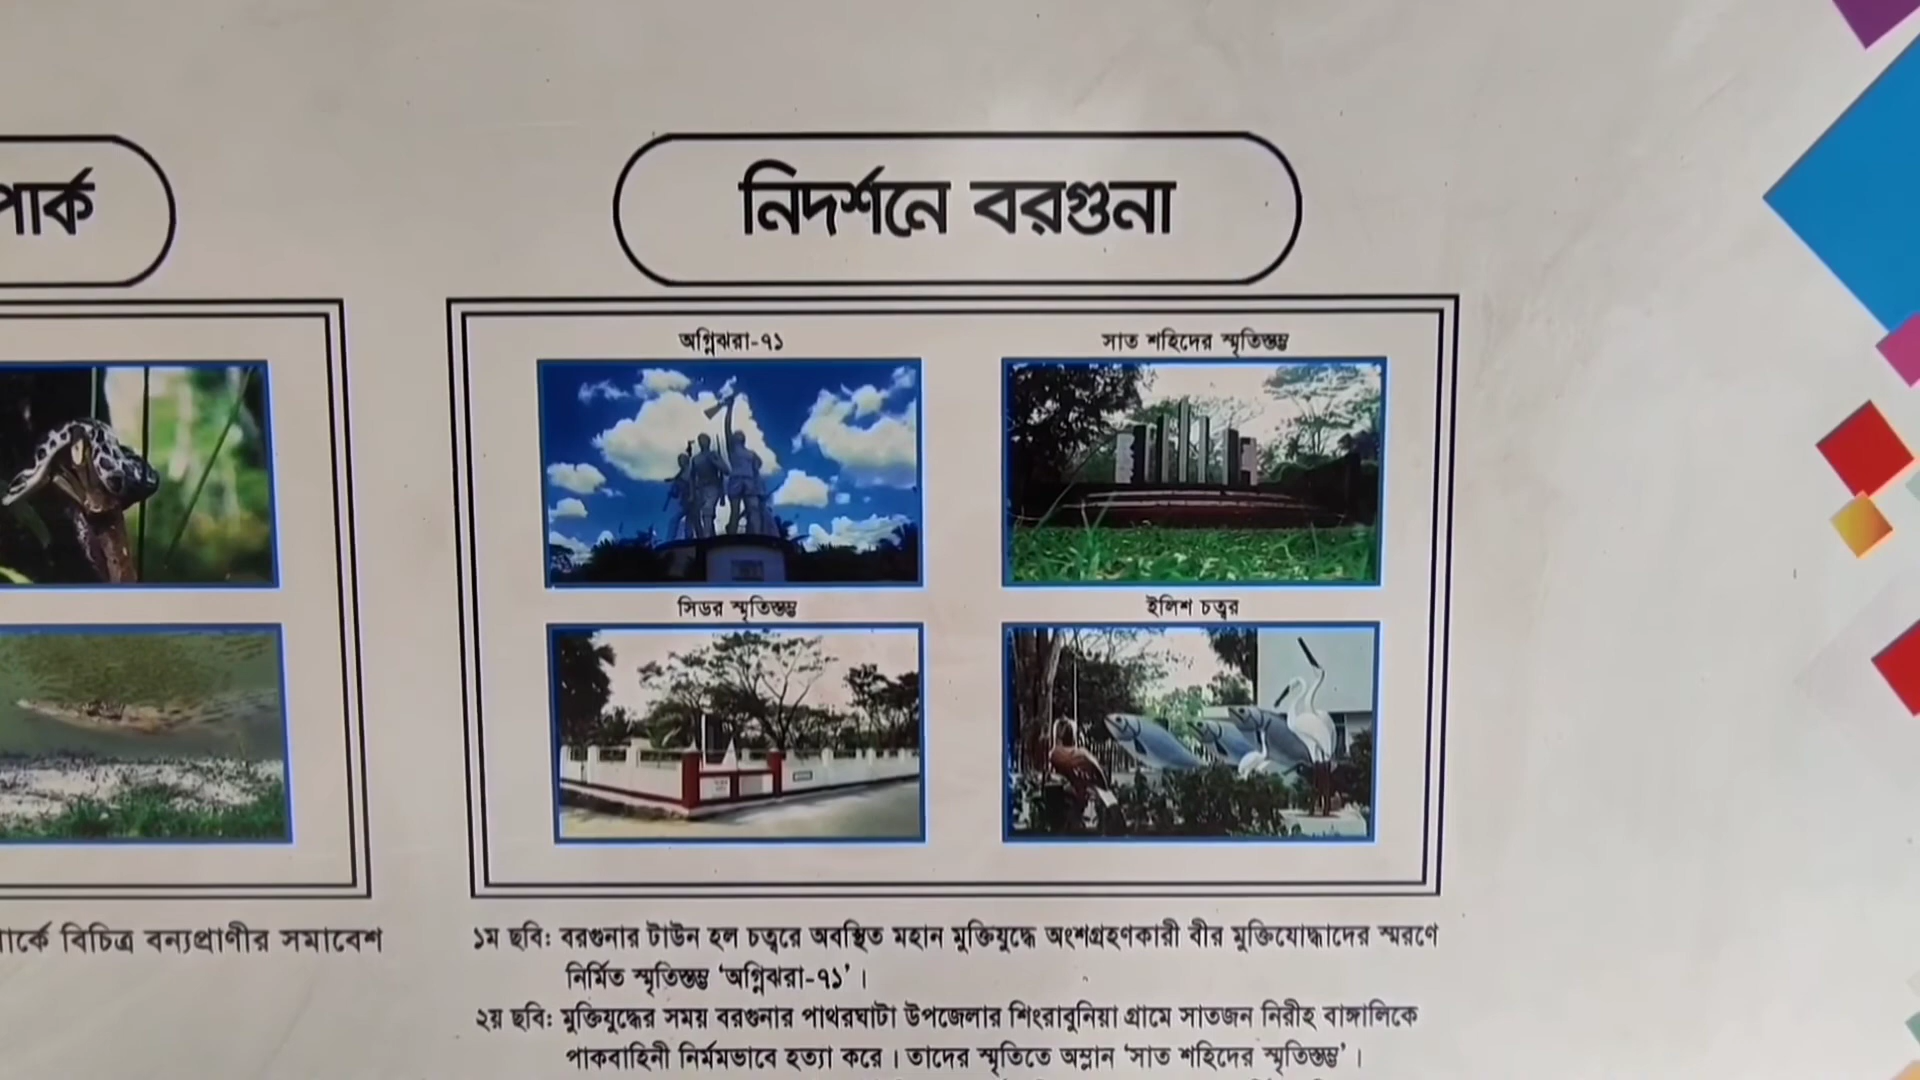 পার্ক
নিদর্শনে বরগুনা
অগ্নিঝরা-৭১
সাত শহিদের স্মৃতিস্তম্ভ
সিডর স্মৃতিস্তম্ভ
ইলিশ চত্বর
পার্কে বিচিত্র বন্যপ্রাণীর সমাবেশ
১ম ছবি: বরগুনার টাউন হল চত্বরে অবস্থিত মহান মুক্তিযুদ্ধে অংশগ্রহণকারী বীর মুক্তিযোদ্ধাদের স্মরণে
নির্মিত স্মৃতিস্তম্ভ ‘অগ্নিঝরা-৭১’।
২য় ছবি: মুক্তিযুদ্ধের সময় বরগুনার পাথরঘাটা উপজেলার শিংরাবুনিয়া গ্রামে সাতজন নিরীহ বাঙ্গালিকে
পাকবাহিনী নির্মমভাবে হত্যা করে। তাদের স্মৃতিতে অম্লান ‘সাত শহিদের স্মৃতিস্তম্ভ’।